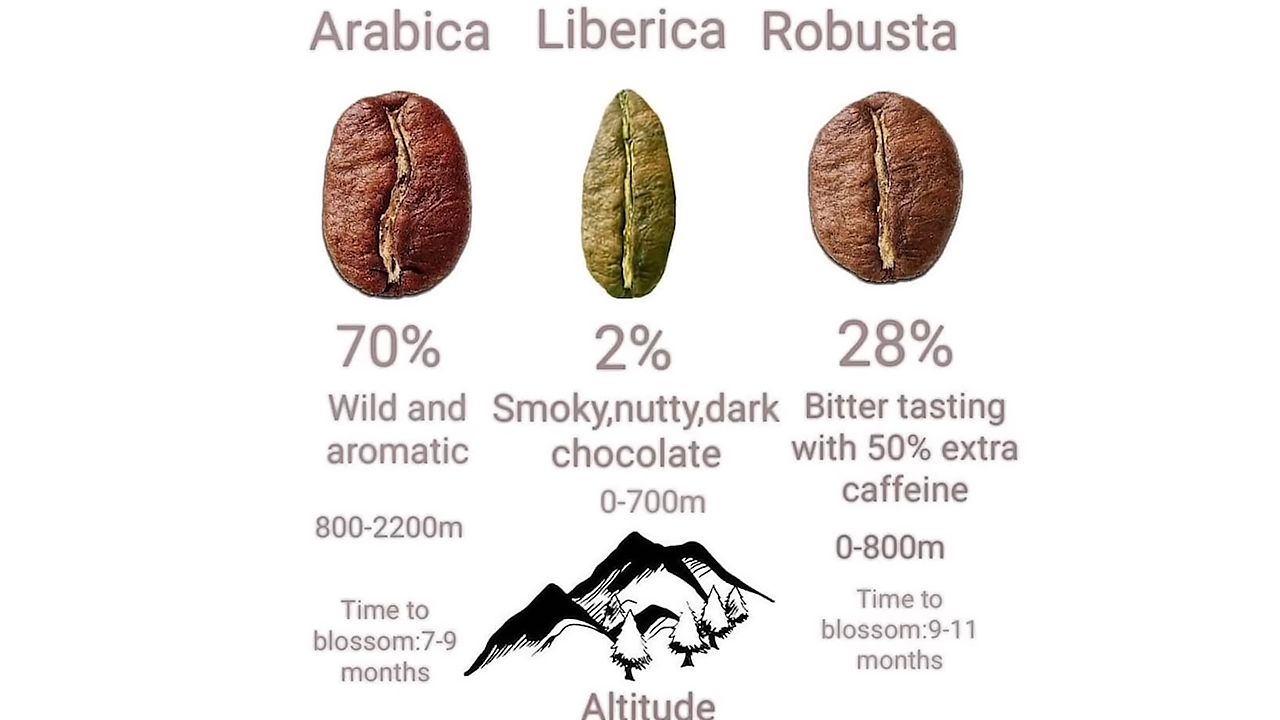 Arabica
Liberica
Robusta
70%
2%
28%
Wild and
aromatic
Smoky,nutty,dark
chocolate
Bitter tasting
with 50% extra
caffeine
800-2200m
0-700m
0-800m
Time to
blossom:7-9
months
Time to
blossom:9-11
months
Altitude